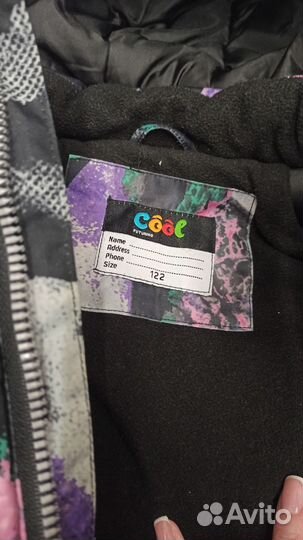 Cool
FUTURINO
Name
Address
Phone
Size 122
Avito